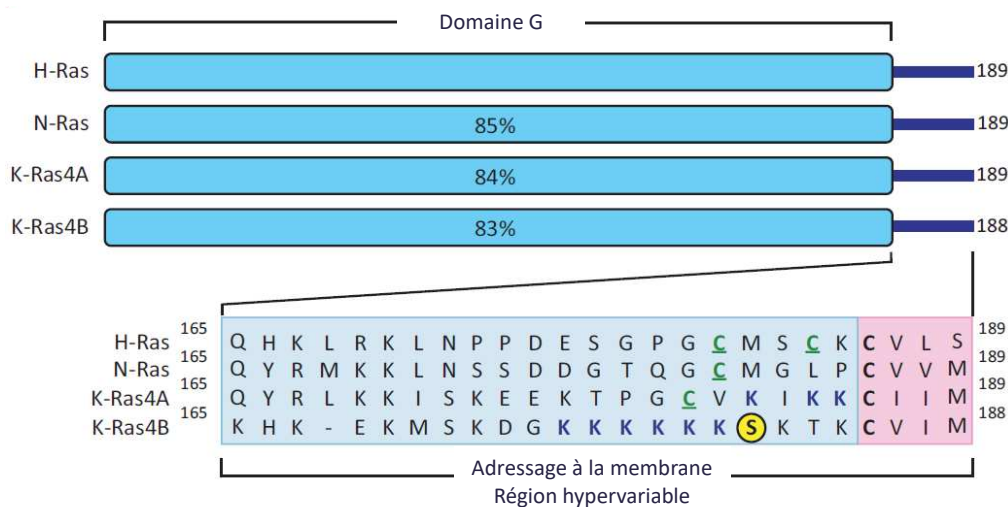 Domaine G
H-Ras 189
N-Ras 85% 189
K-Ras4A 84% 189
K-Ras4B 83% 188
H-Ras 165 Q H K L R K L N P P D E S G P G C M S C K C V L S 189
N-Ras 165 Q Y R M K K L N S S D D G T Q G C M G L P C V V M 189
K-Ras4A 165 Q Y R L K K I S K E E K T P G C V K I K K C I I M 189
K-Ras4B 165 K H K - E K M S K D G K K K K K K S K T K C V I M 188
Adressage à la membrane
Région hypervariable